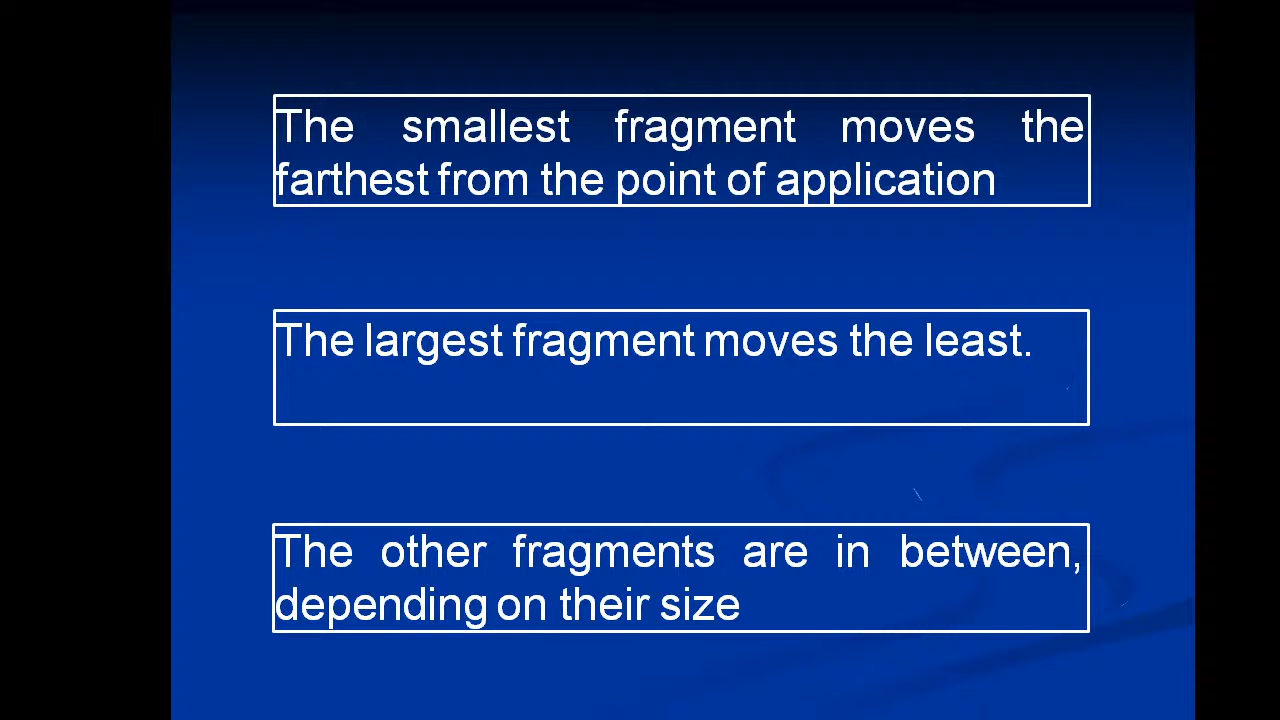 The smallest fragment moves the
farthest from the point of application
The largest fragment moves the least.
The other fragments are in between,
depending on their size